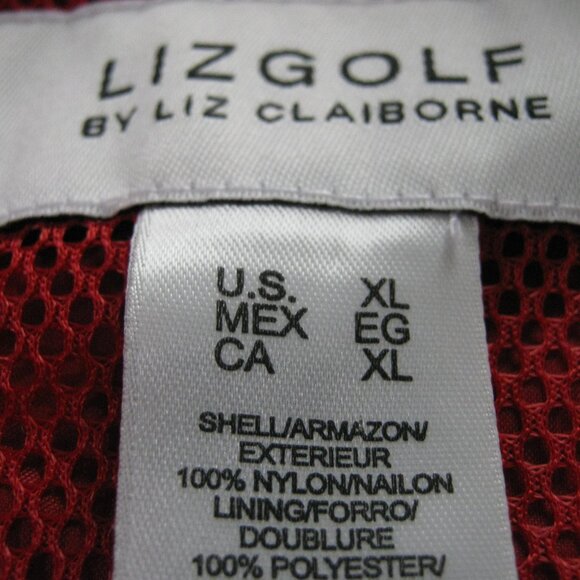 LIZGOLF
BY LIZ CLAIBORNE
U.S. XL
MEX EG
CA XL
SHELL/ARMAZON/
EXTERIEUR
100% NYLON/NAILON
LINING/FORRO/
DOUBLURE
100% POLYESTER/